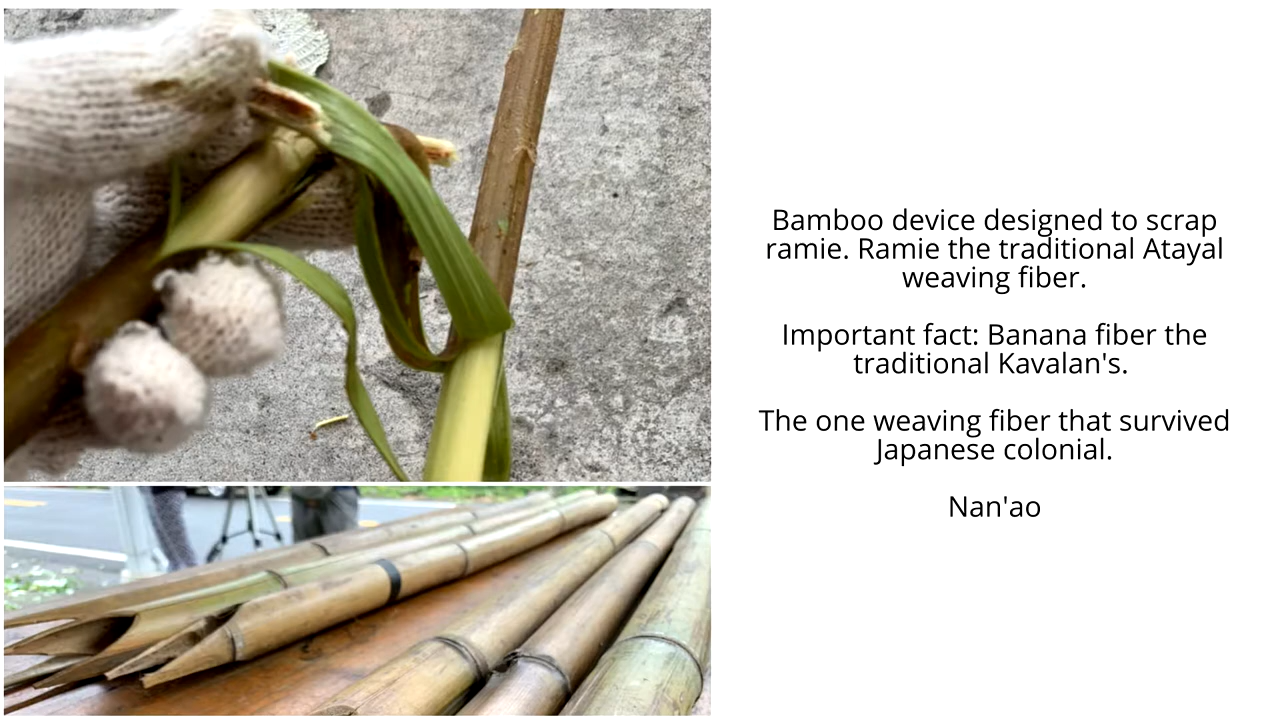 Bamboo device designed to scrap
ramie. Ramie the traditional Atayal
weaving fiber.
Important fact: Banana fiber the
traditional Kavalan's.
The one weaving fiber that survived
Japanese colonial.
Nan'ao